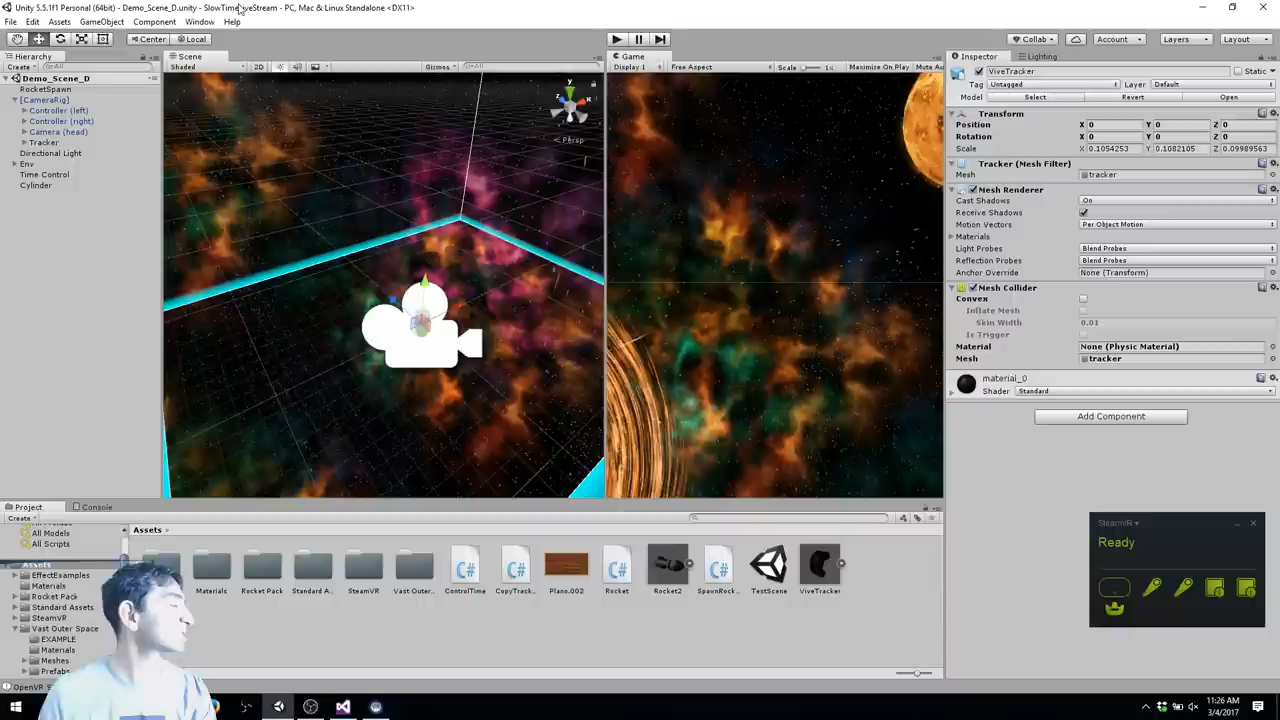 Unity 5.5.1f1 Personal (64bit) - Demo_Scene_D.unity - SlowTimeLiveStream - PC, Mac & Linux Standalone <DX11>
File Edit Assets GameObject Component Window Help
Center Local Collab Account Layers Layout
Hierarchy Scene Game Inspector Lighting
Create All Shaded 2D Gizmos All Display 1 Free Aspect Scale 1x Maximize On Play Mute Au
ViveTracker Static
Tag Untagged Layer Default
Model Select Revert Open
Demo_Scene_D
RocketSpawn
[CameraRig]
Controller (left)
Controller (right)
Camera (head)
Tracker
Directional Light
Env
Time Control
Cylinder
y
x
Persp
Transform
Position X 0 Y 0 Z 0
Rotation X 0 Y 0 Z 0
Scale X 0.1054253 Y 0.1082105 Z 0.09989563
Tracker (Mesh Filter)
Mesh tracker
Mesh Renderer
Cast Shadows On
Receive Shadows
Motion Vectors Per Object Motion
Materials
Light Probes Blend Probes
Reflection Probes Blend Probes
Anchor Override None (Transform)
Mesh Collider
Convex
Inflate Mesh
Skin Width 0.01
Is Trigger
Material None (Physic Material)
Mesh tracker
material_0
Shader Standard
Add Component
Project Console
Create
All Models
All Scripts
Assets
EffectExamples
Materials
Rocket Pack
Standard Assets
SteamVR
Vast Outer Space
EXAMPLE
Materials
Meshes
Prefabs
Assets
Materials Rocket Pack Standard A... SteamVR Vast Outer... ControlTime CopyTrack... Plano.002 Rocket Rocket2 SpawnRock... TestScene ViveTracker
SteamVR
Ready
OpenVR S
11:26 AM
3/4/2017